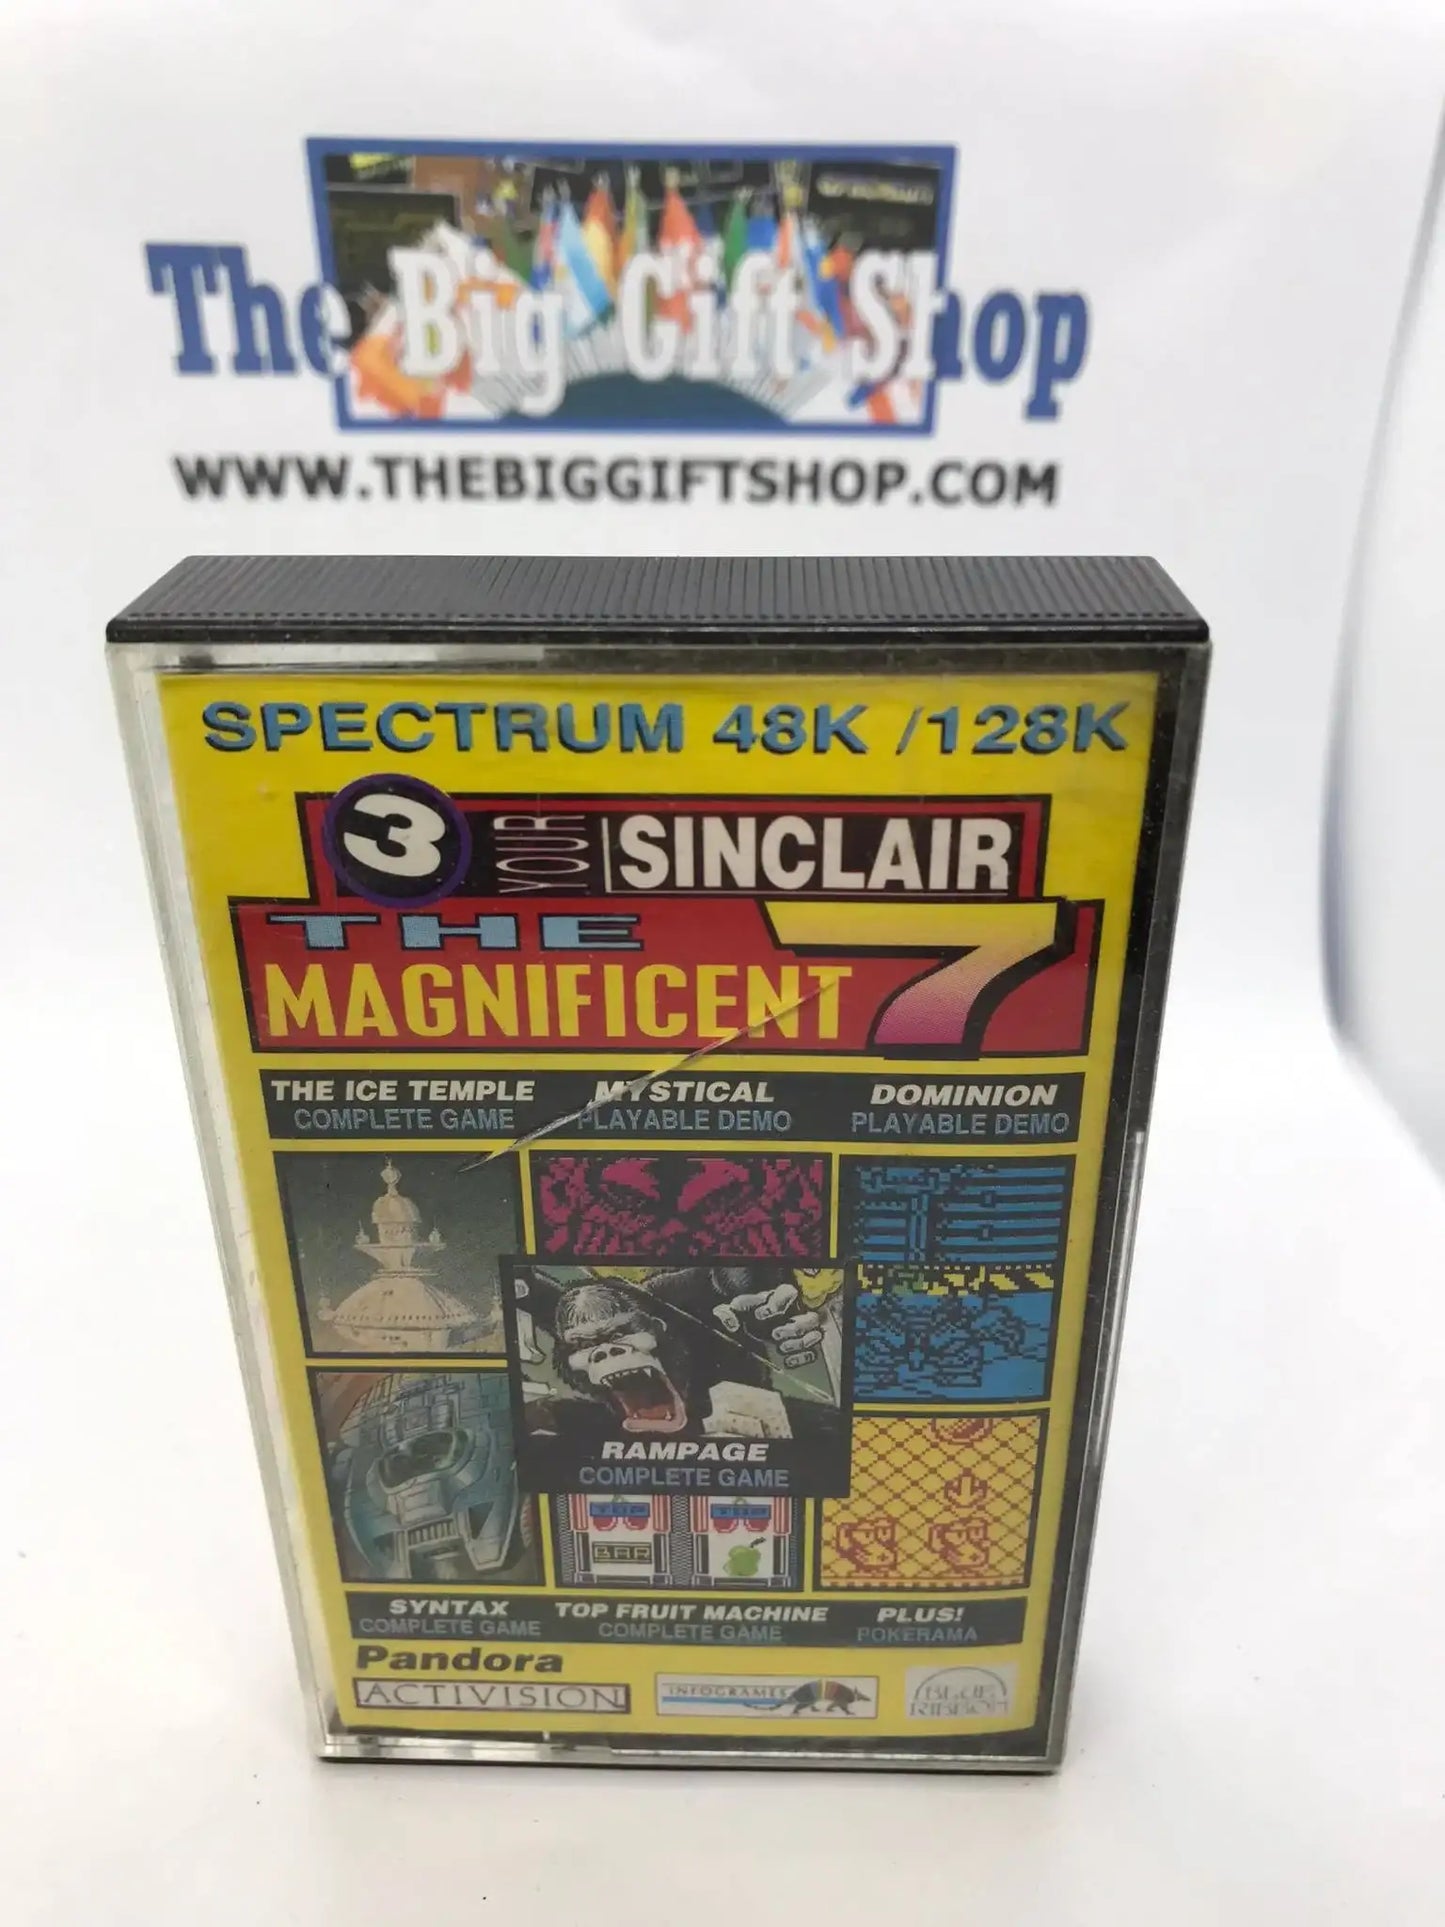 The Big Gift Shop
WWW.THEBIGGIFTSHOP.COM
SPECTRUM 48K /128K
3 YOUR SINCLAIR
THE
MAGNIFICENT 7
THE ICE TEMPLE MYSTICAL DOMINION
COMPLETE GAME PLAYABLE DEMO PLAYABLE DEMO
RAMPAGE
COMPLETE GAME
TOP TOP
BAR
SYNTAX TOP FRUIT MACHINE PLUS!
COMPLETE GAME COMPLETE GAME POKERAMA
Pandora
ACTIVISION INFOGRAMES BLUE
RIBBON